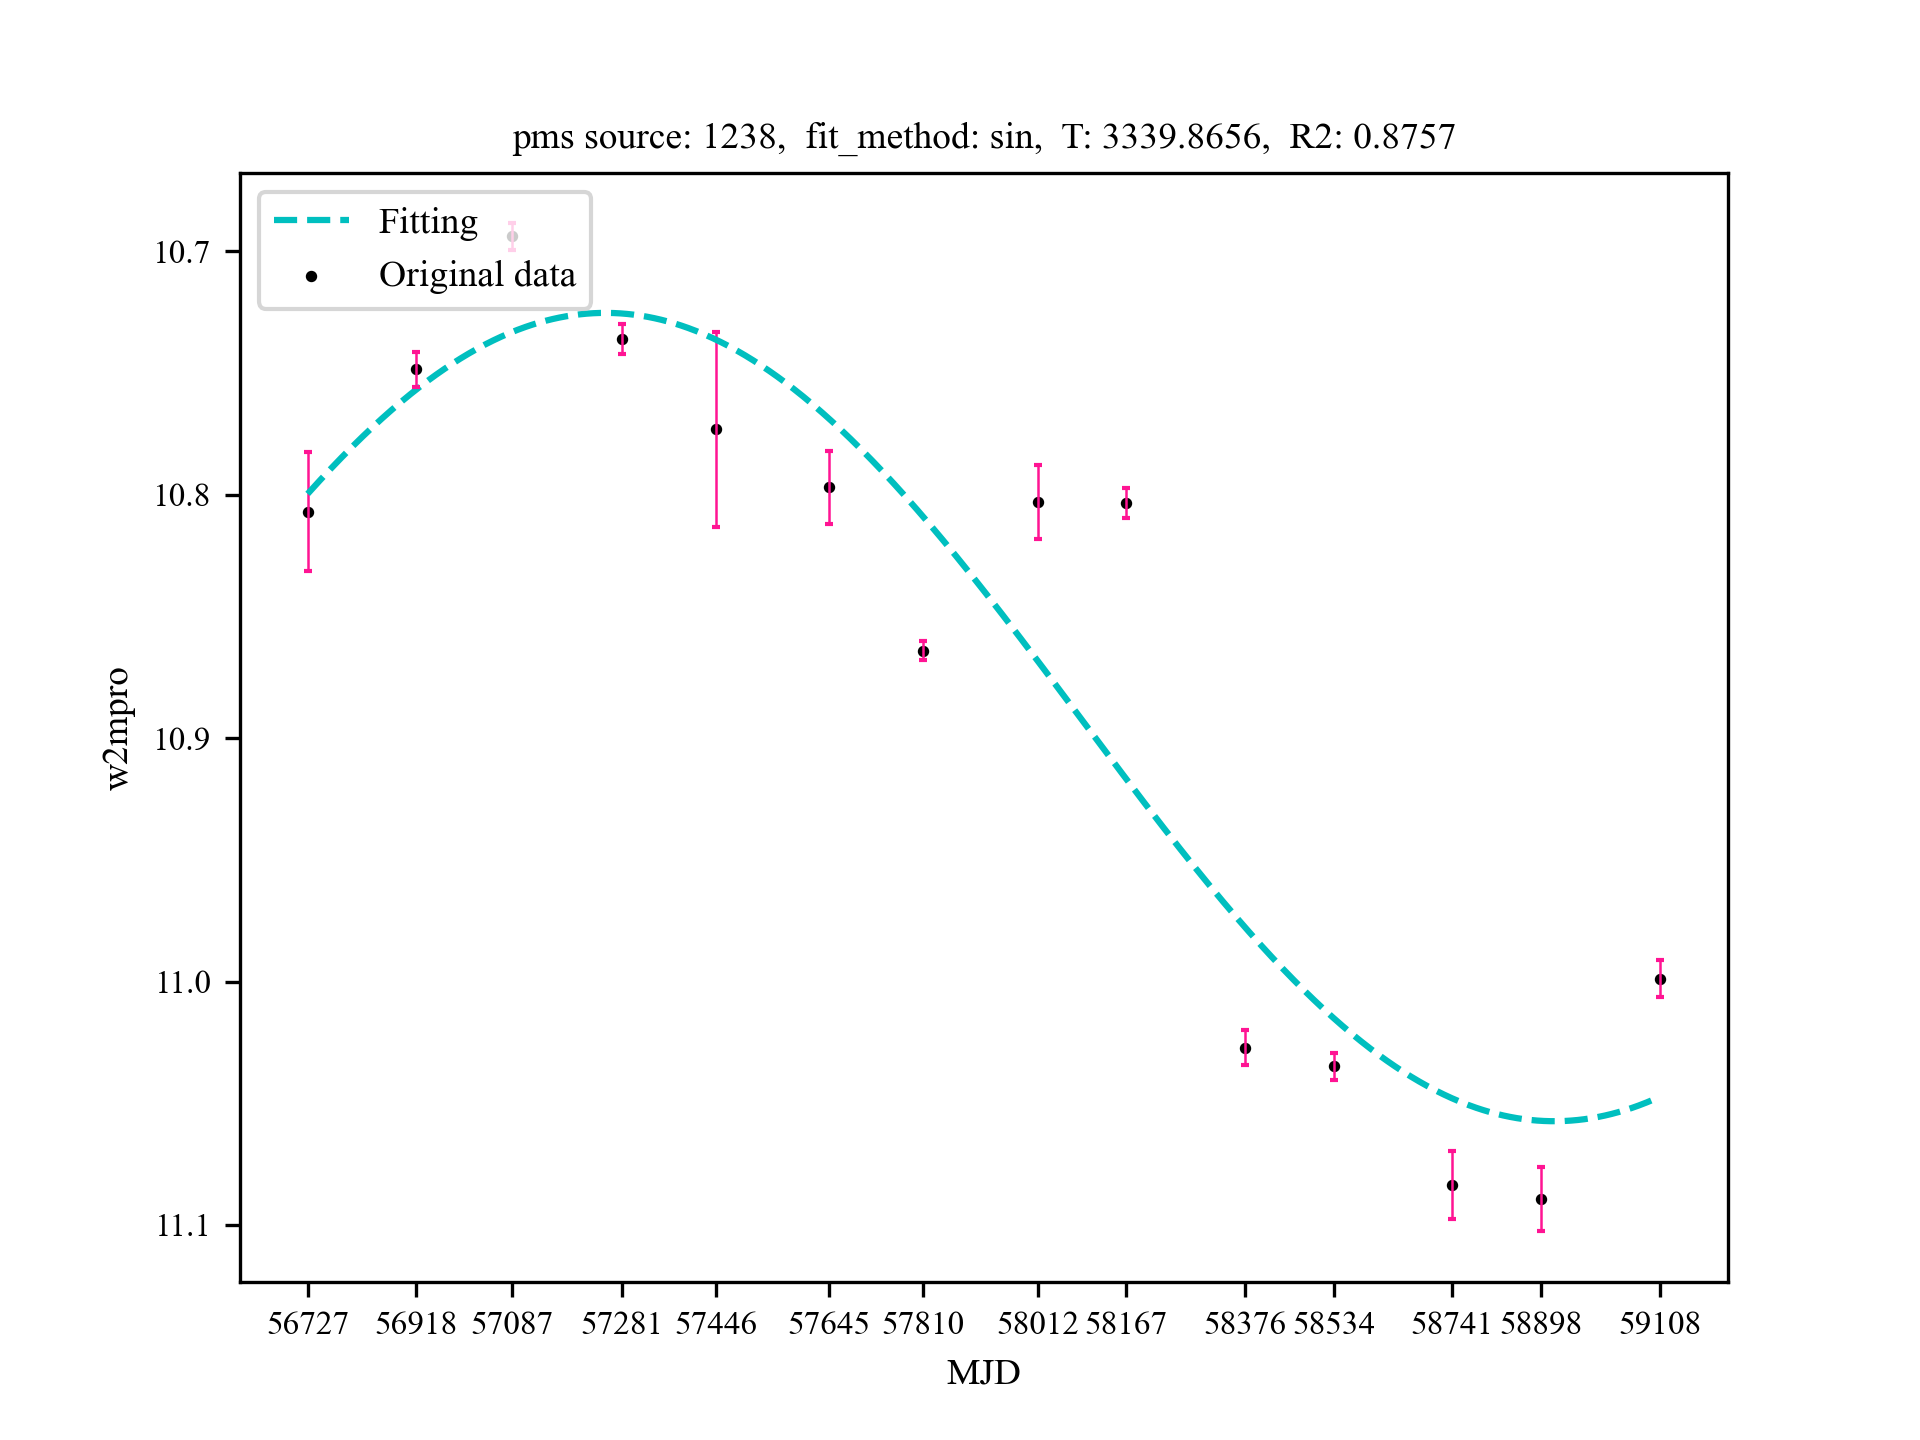 pms source: 1238,  fit_method: sin,  T: 3339.8656,  R2: 0.8757
Fitting
Original data
10.7
10.8
10.9
11.0
11.1
w2mpro
56727 56918 57087 57281 57446 57645 57810 58012 58167 58376 58534 58741 58898 59108
MJD